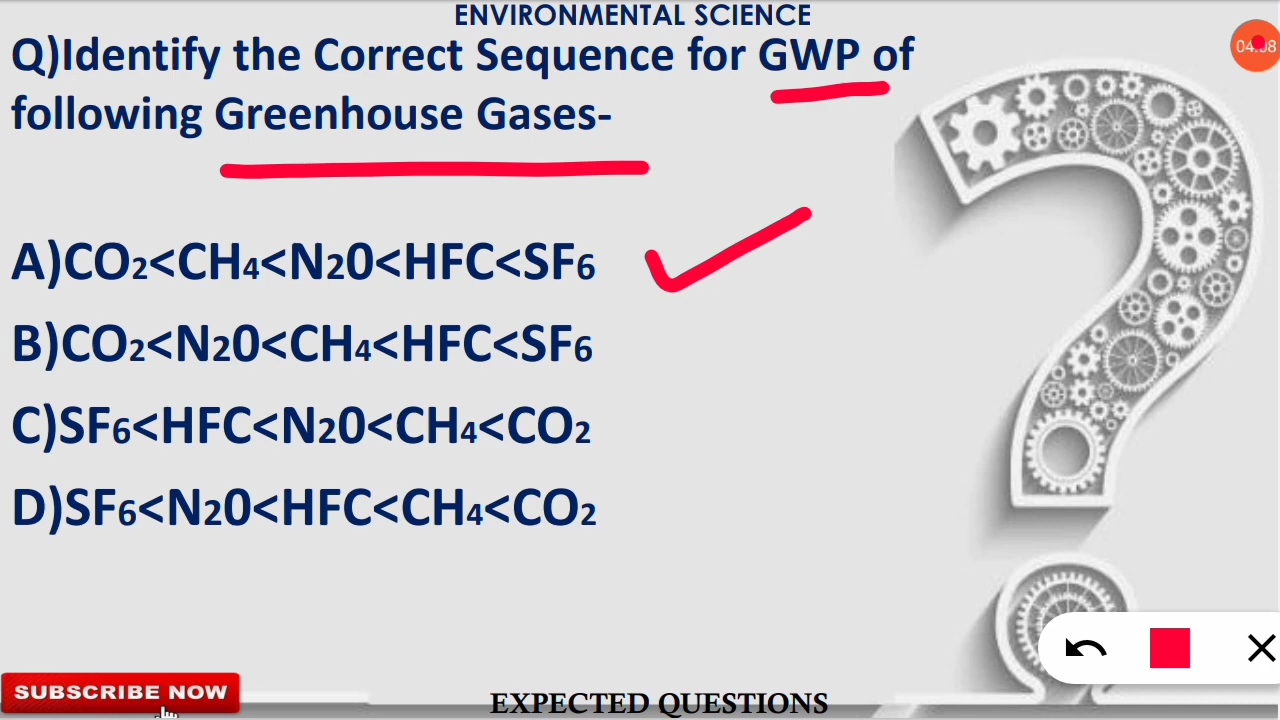 ENVIRONMENTAL SCIENCE
Q)Identify the Correct Sequence for GWP of
following Greenhouse Gases-
A)CO₂<CH₄<N₂0<HFC<SF₆
B)CO₂<N₂0<CH₄<HFC<SF₆
C)SF₆<HFC<N₂0<CH₄<CO₂
D)SF₆<N₂0<HFC<CH₄<CO₂
SUBSCRIBE NOW
EXPECTED QUESTIONS